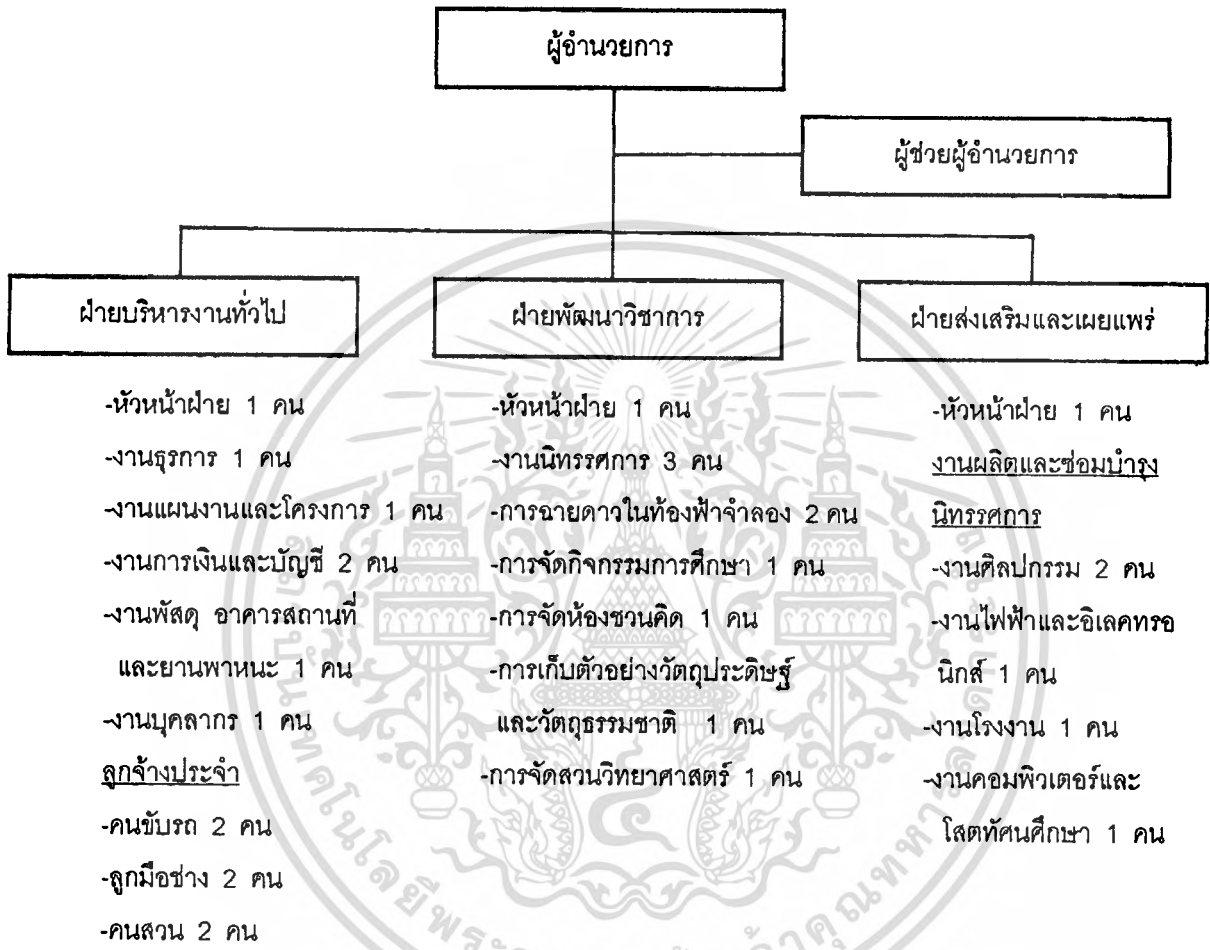 ผู้อำนวยการ
ผู้ช่วยผู้อำนวยการ
ฝ่ายบริหารงานทั่วไป
-หัวหน้าฝ่าย 1 คน
-งานธุรการ 1 คน
-งานแผนงานและโครงการ 1 คน
-งานการเงินและบัญชี 2 คน
-งานพัสดุ อาคารสถานที่
และยานพาหนะ 1 คน
-งานบุคลากร 1 คน
ลูกจ้างประจำ
-คนขับรถ 2 คน
-ลูกมือช่าง 2 คน
-คนสวน 2 คน
ฝ่ายพัฒนาวิชาการ
-หัวหน้าฝ่าย 1 คน
-งานนิทรรศการ 3 คน
-การฉายดาวในท้องฟ้าจำลอง 2 คน
-การจัดกิจกรรมการศึกษา 1 คน
-การจัดห้องชวนคิด 1 คน
-การเก็บตัวอย่างวัตถุประดิษฐ์
และวัตถุธรรมชาติ 1 คน
-การจัดสวนวิทยาศาสตร์ 1 คน
ฝ่ายส่งเสริมและเผยแพร่
-หัวหน้าฝ่าย 1 คน
งานผลิตและซ่อมบำรุง
นิทรรศการ
-งานศิลปกรรม 2 คน
-งานไฟฟ้าและอิเลคทรอ
นิกส์ 1 คน
-งานโรงงาน 1 คน
-งานคอมพิวเตอร์และ
โสตทัศนศึกษา 1 คน